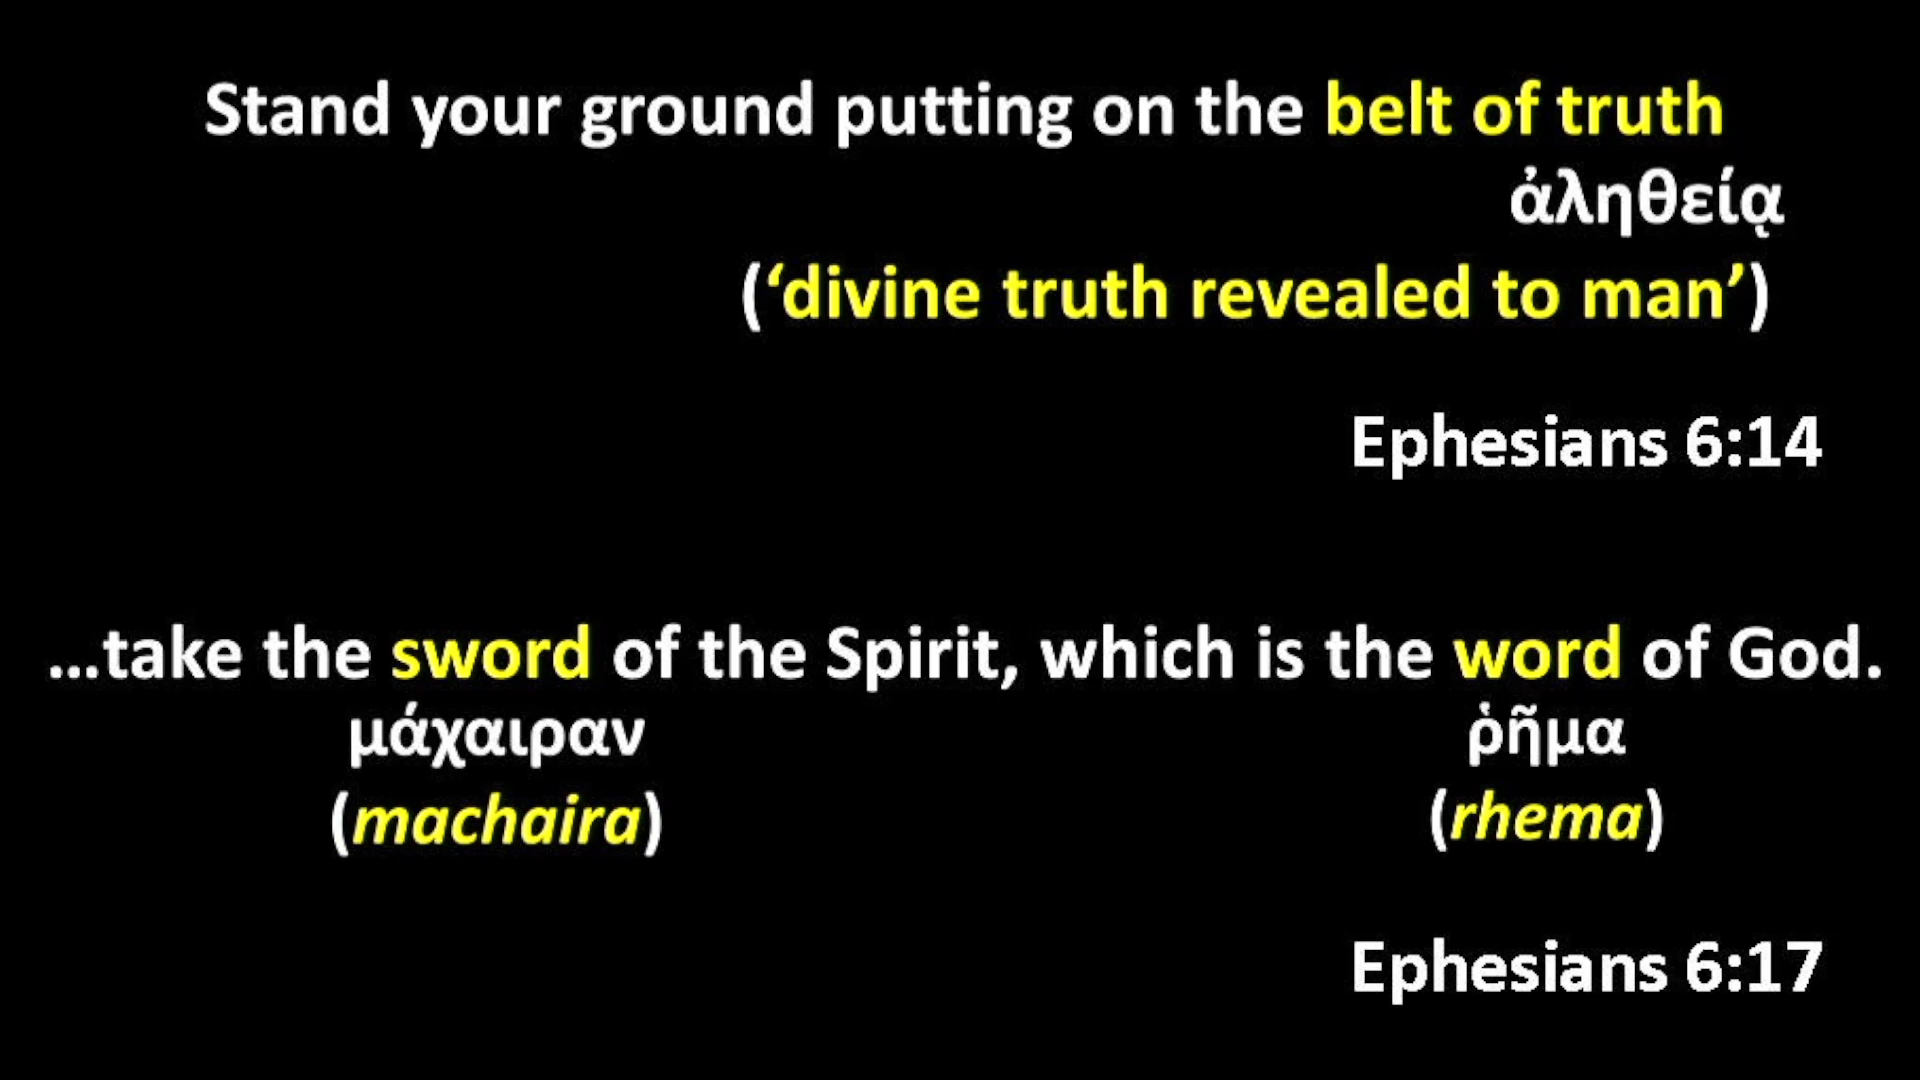 Stand your ground putting on the belt of truth
ἀληθείᾳ
(‘divine truth revealed to man’)
Ephesians 6:14
…take the sword of the Spirit, which is the word of God.
μάχαιραν ῥῆμα
(machaira) (rhema)
Ephesians 6:17